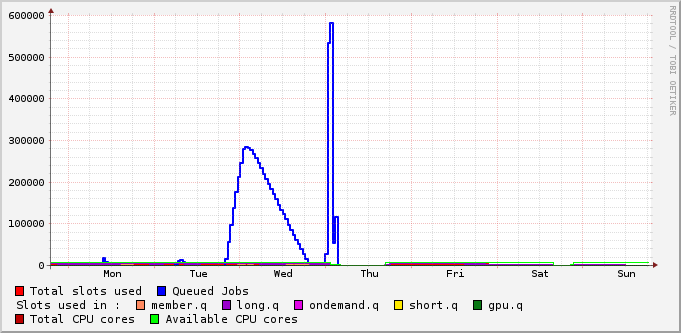 600000
500000
400000
300000
200000
100000
0
Mon Tue Wed Thu Fri Sat Sun
RRDTOOL / TOBI OETIKER
Total slots used Queued Jobs
Slots used in : member.q long.q ondemand.q short.q gpu.q
Total CPU cores Available CPU cores